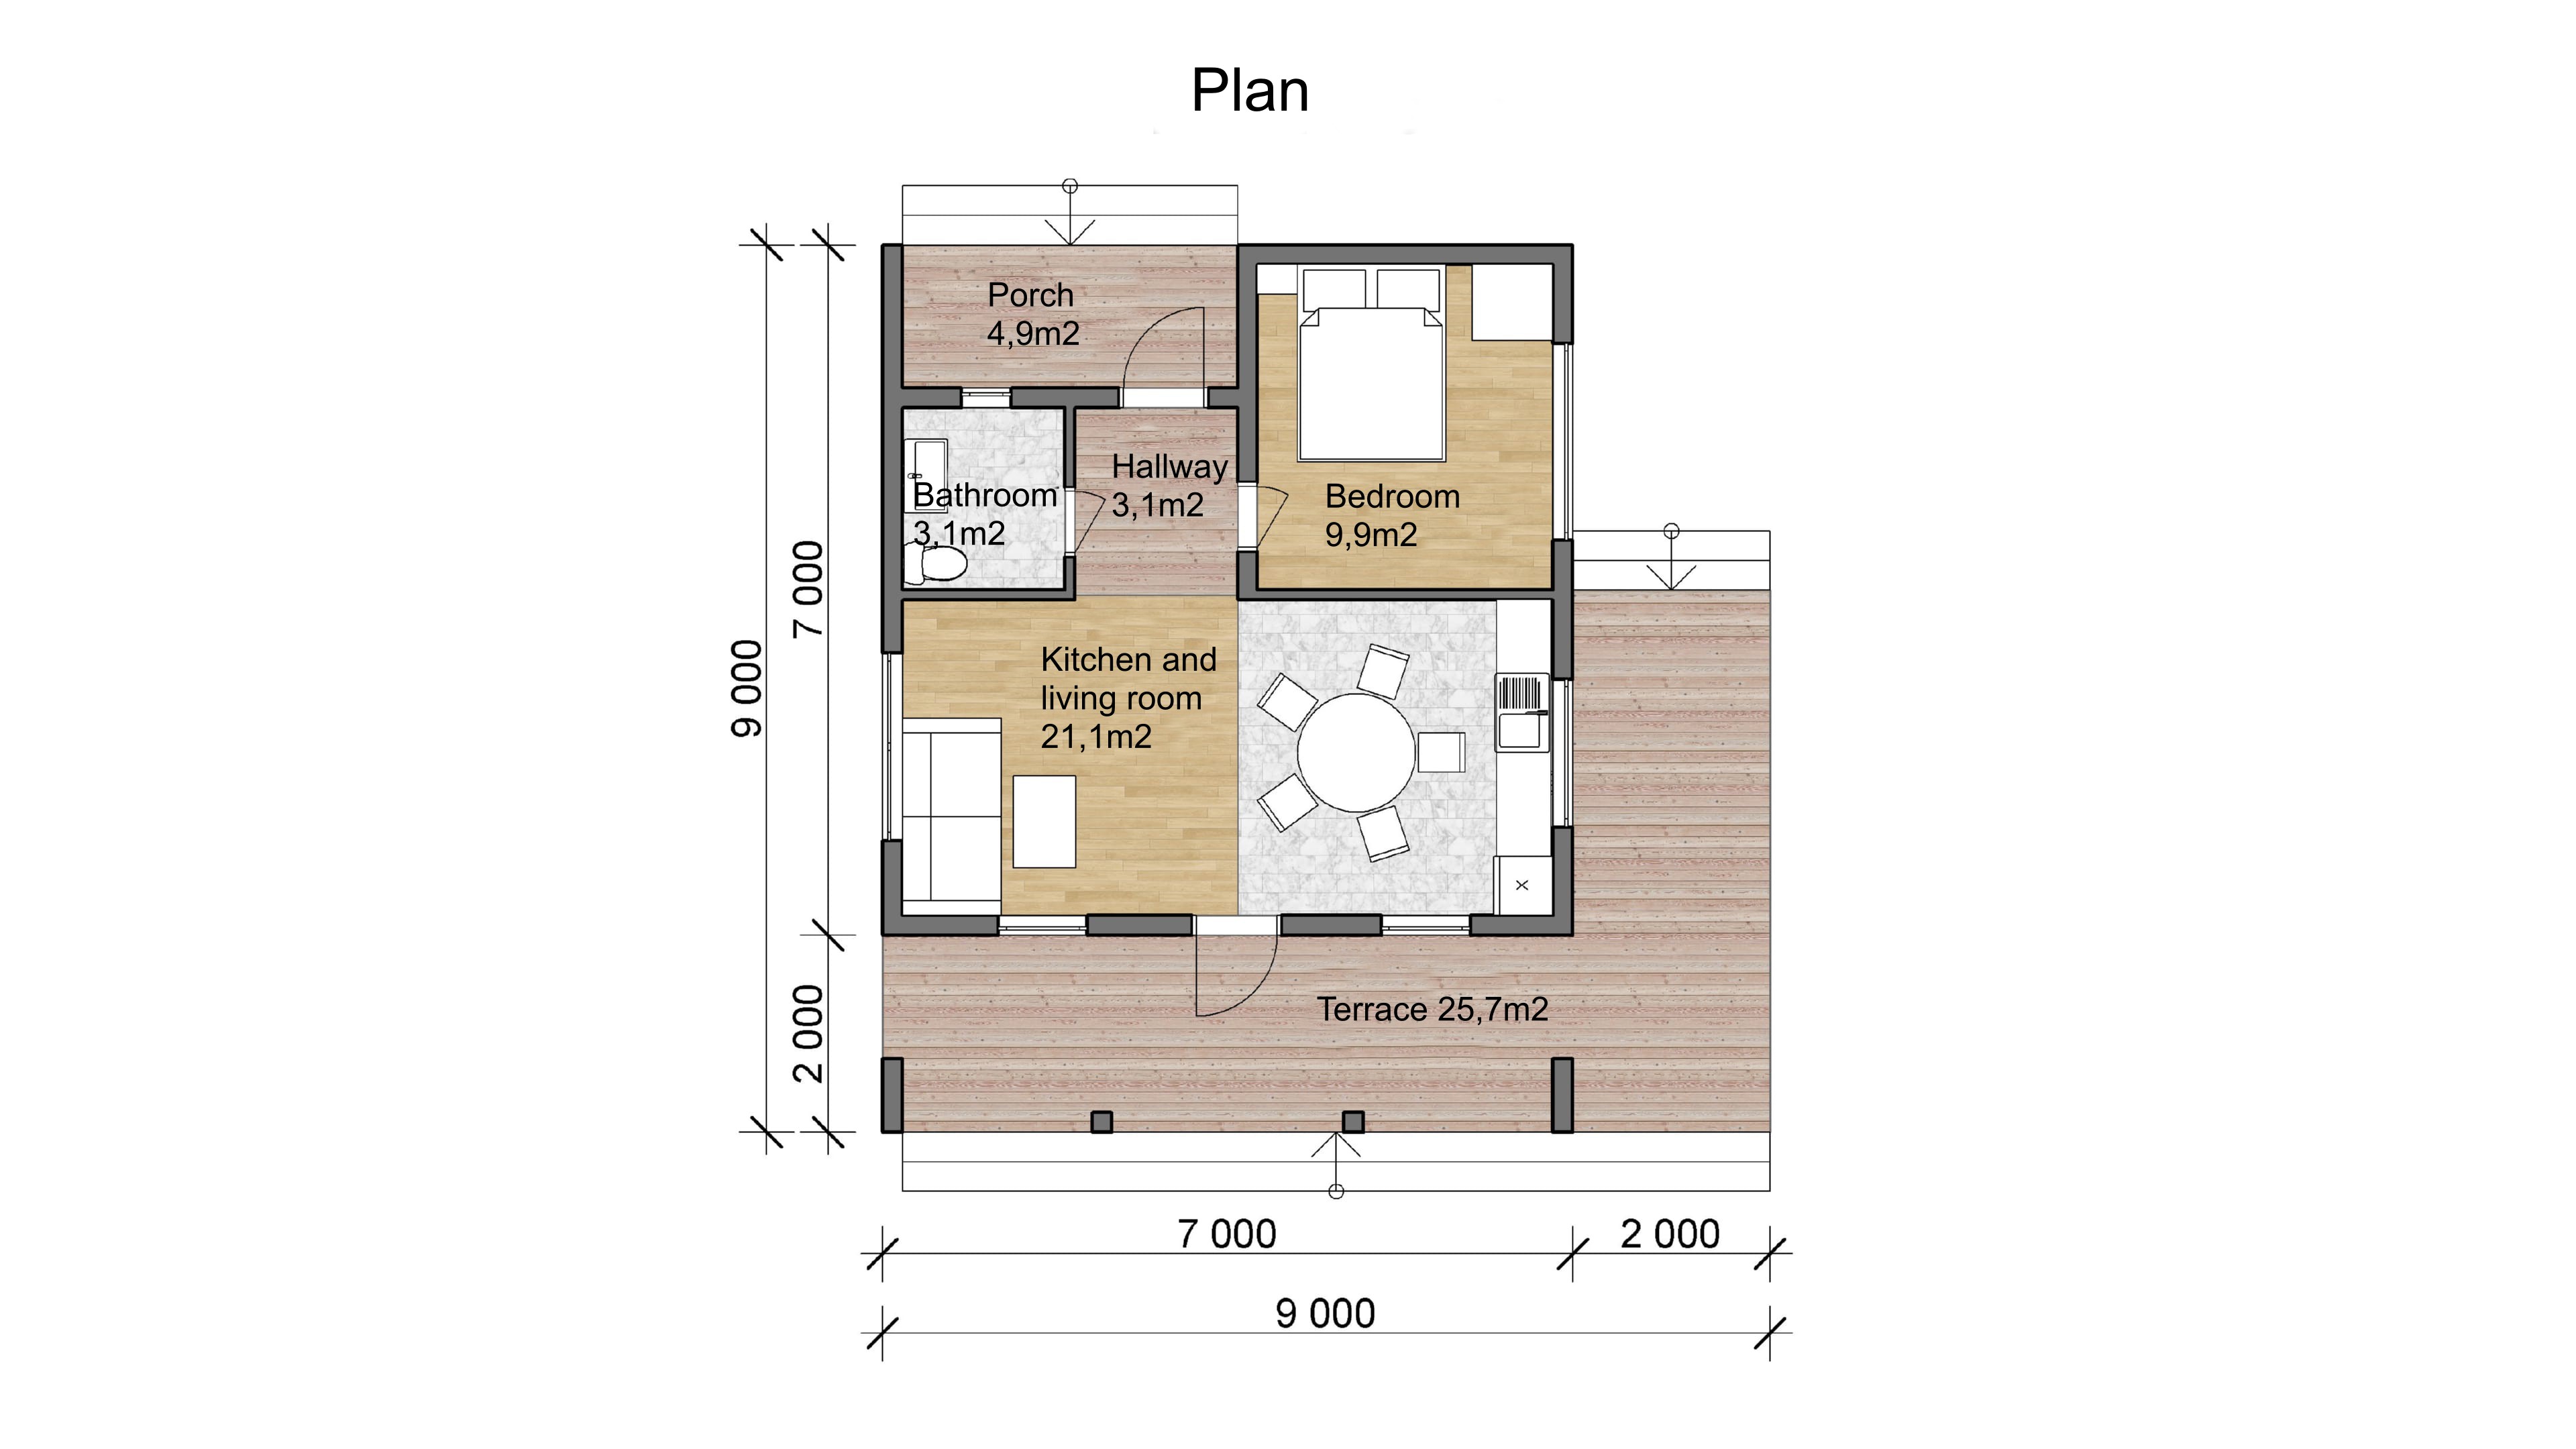 Plan
Porch
4,9m2
Hallway
3,1m2
Bathroom
3,1m2
Bedroom
9,9m2
Kitchen and
living room
21,1m2
Terrace 25,7m2
9 000
7 000
2 000
7 000
2 000
9 000